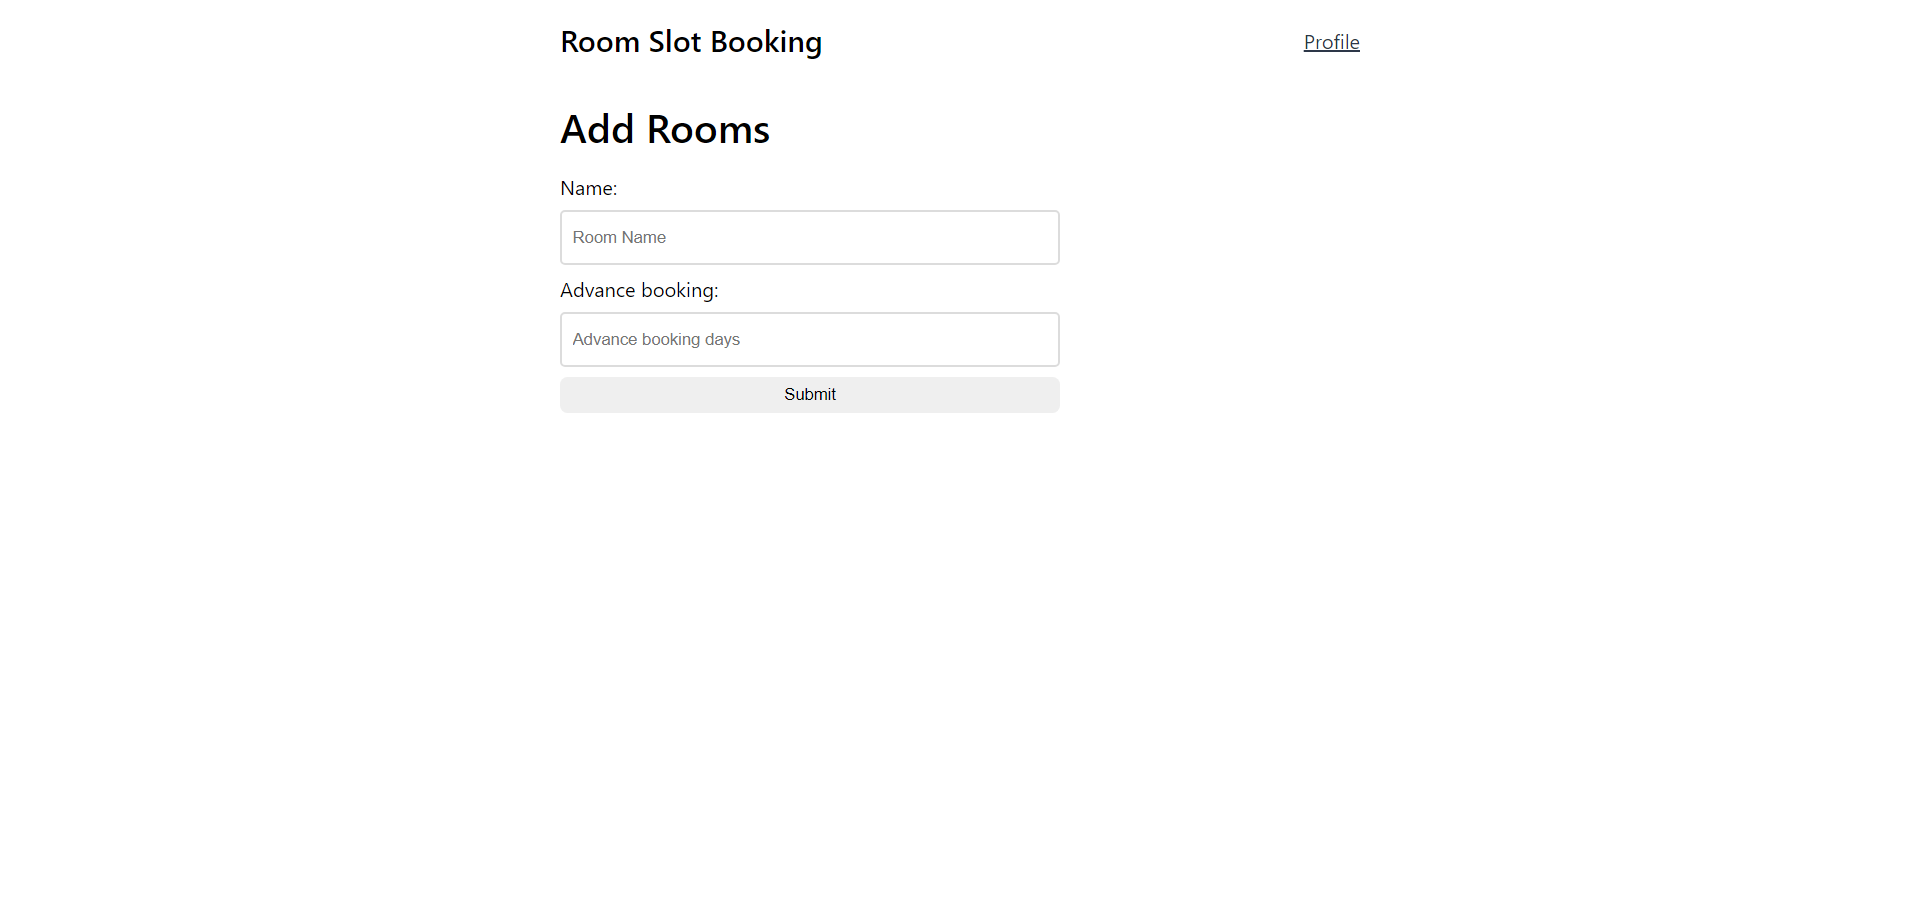 Room Slot Booking
Profile
Add Rooms
Name:
Room Name
Advance booking:
Advance booking days
Submit